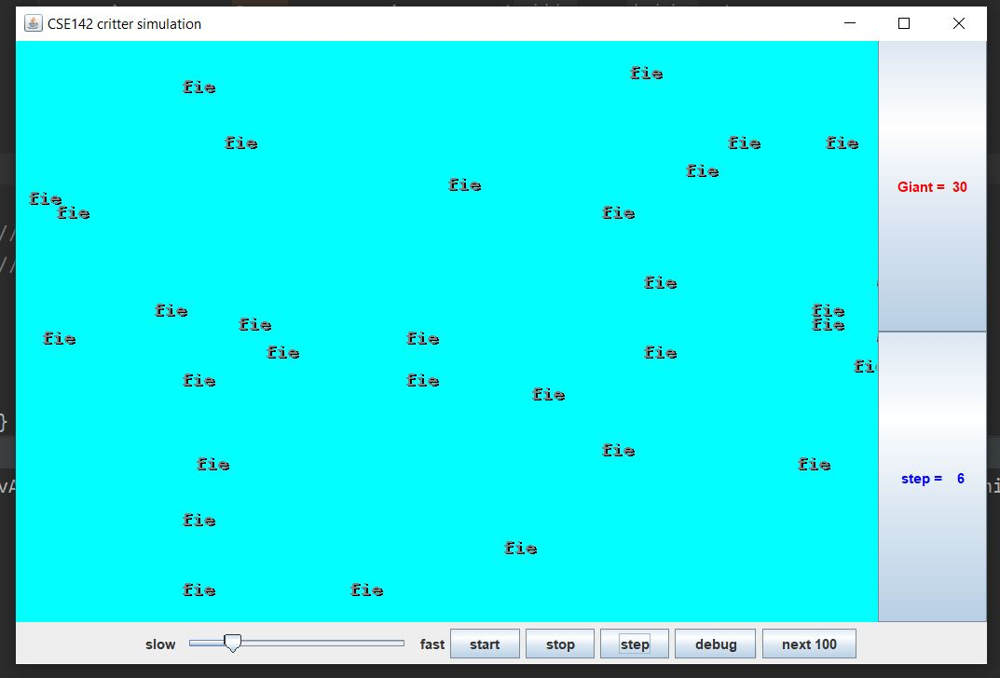 CSE142 critter simulation
fie
fie
fie fie fie
fie
fie
fie
fie fie
fie
fie fie
fie fie
fie fie
fie fie
fie fie
fie
fie
fie
fie fie
fie
fie
fie fie
Giant = 30
step = 6
slow fast start stop step debug next 100
//
//
}